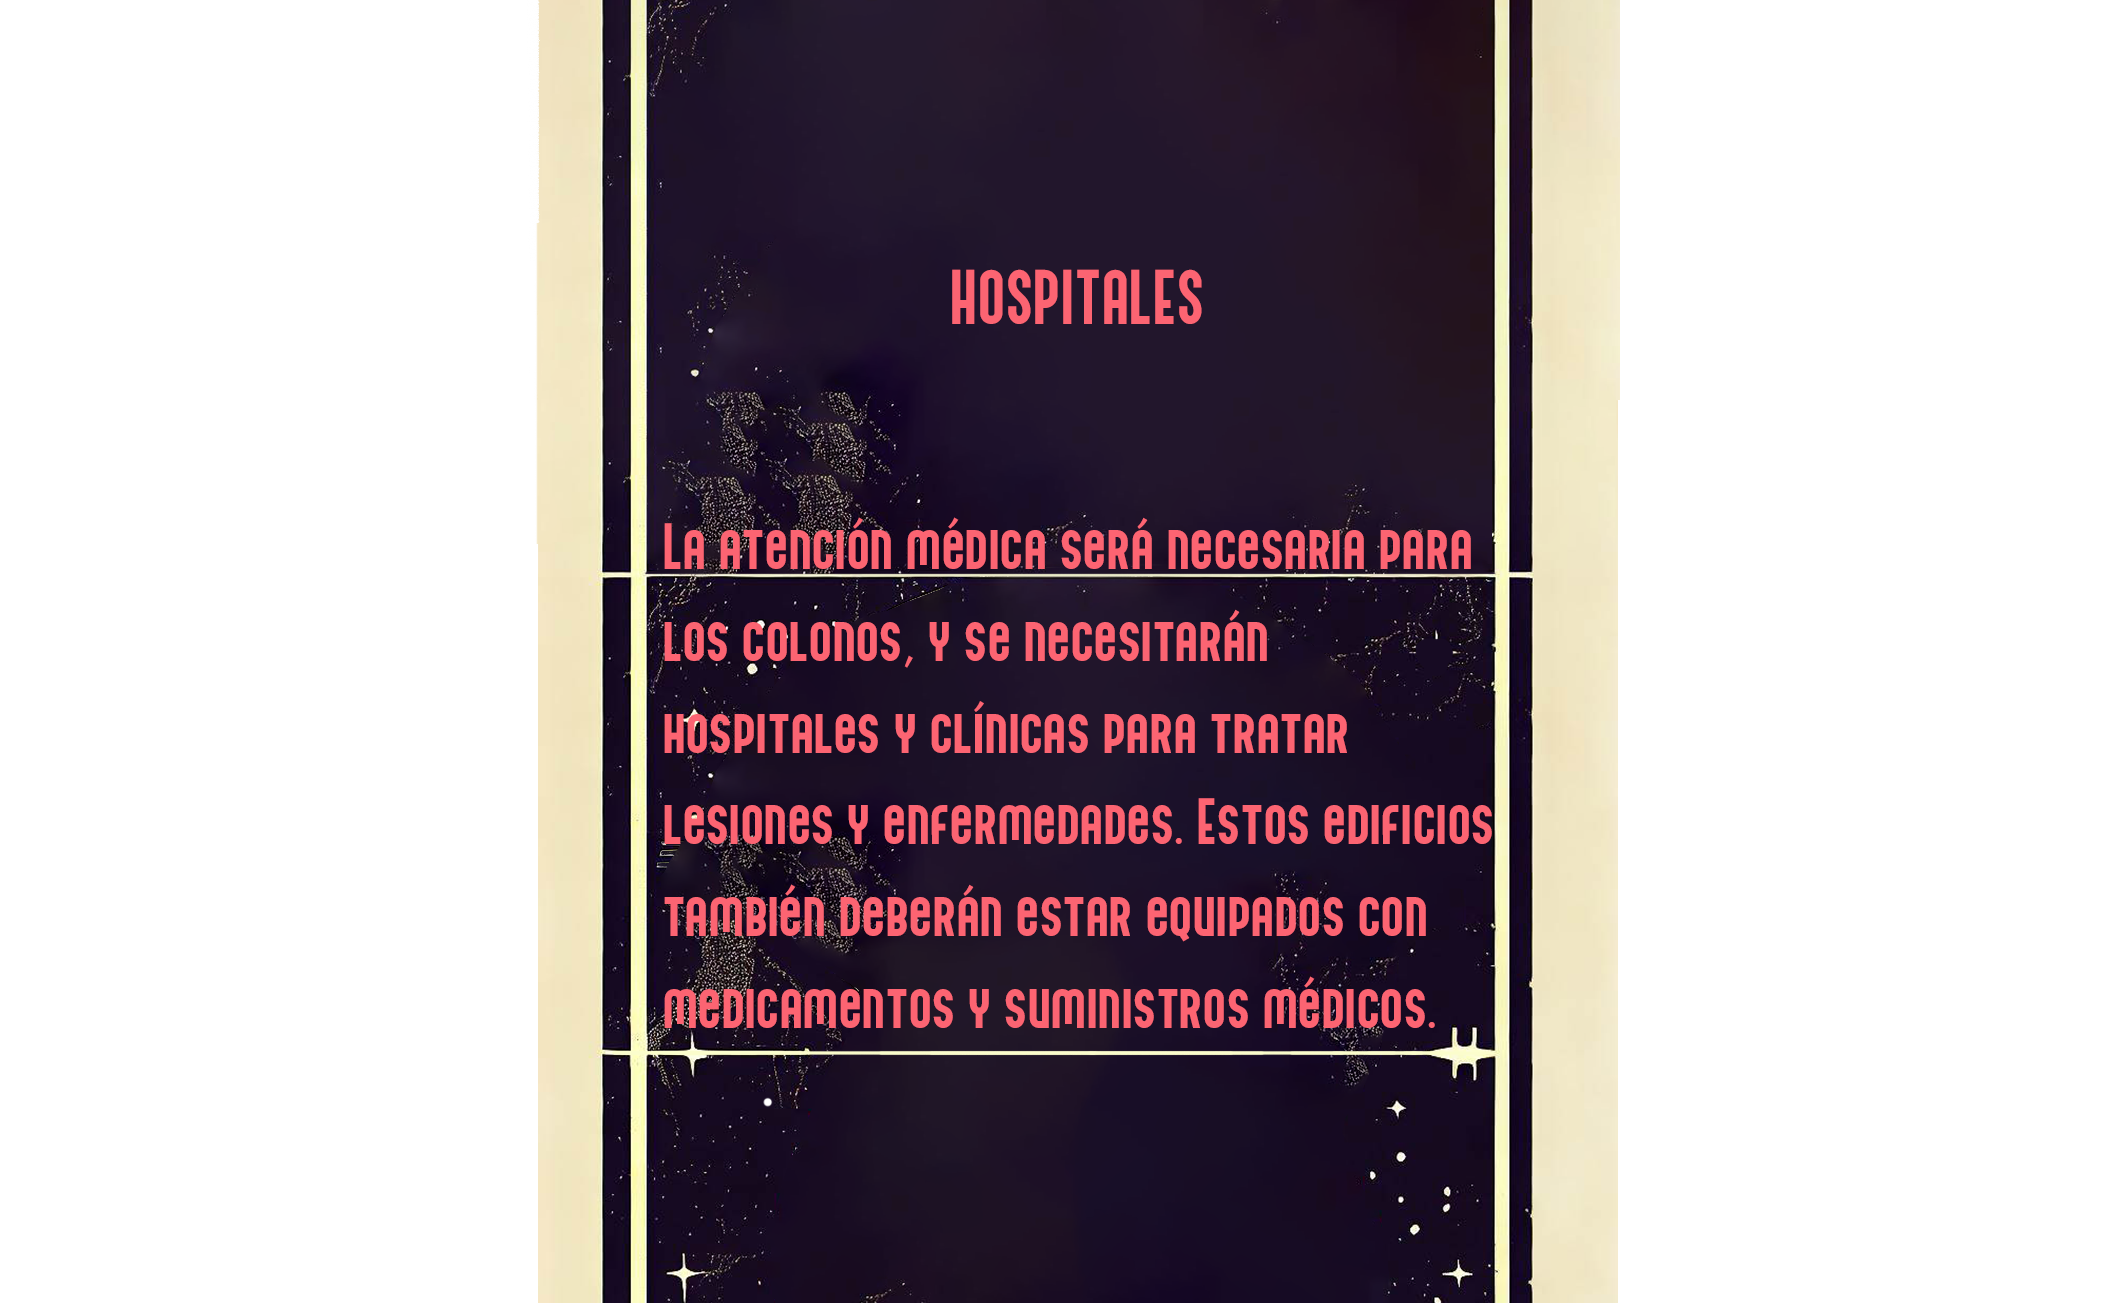 HOSPITALES
La atención médica será necesaria para
los colonos, y se necesitarán
hospitales y clínicas para tratar
lesiones y enfermedades. Estos edificios
también deberán estar equipados con
medicamentos y suministros médicos.